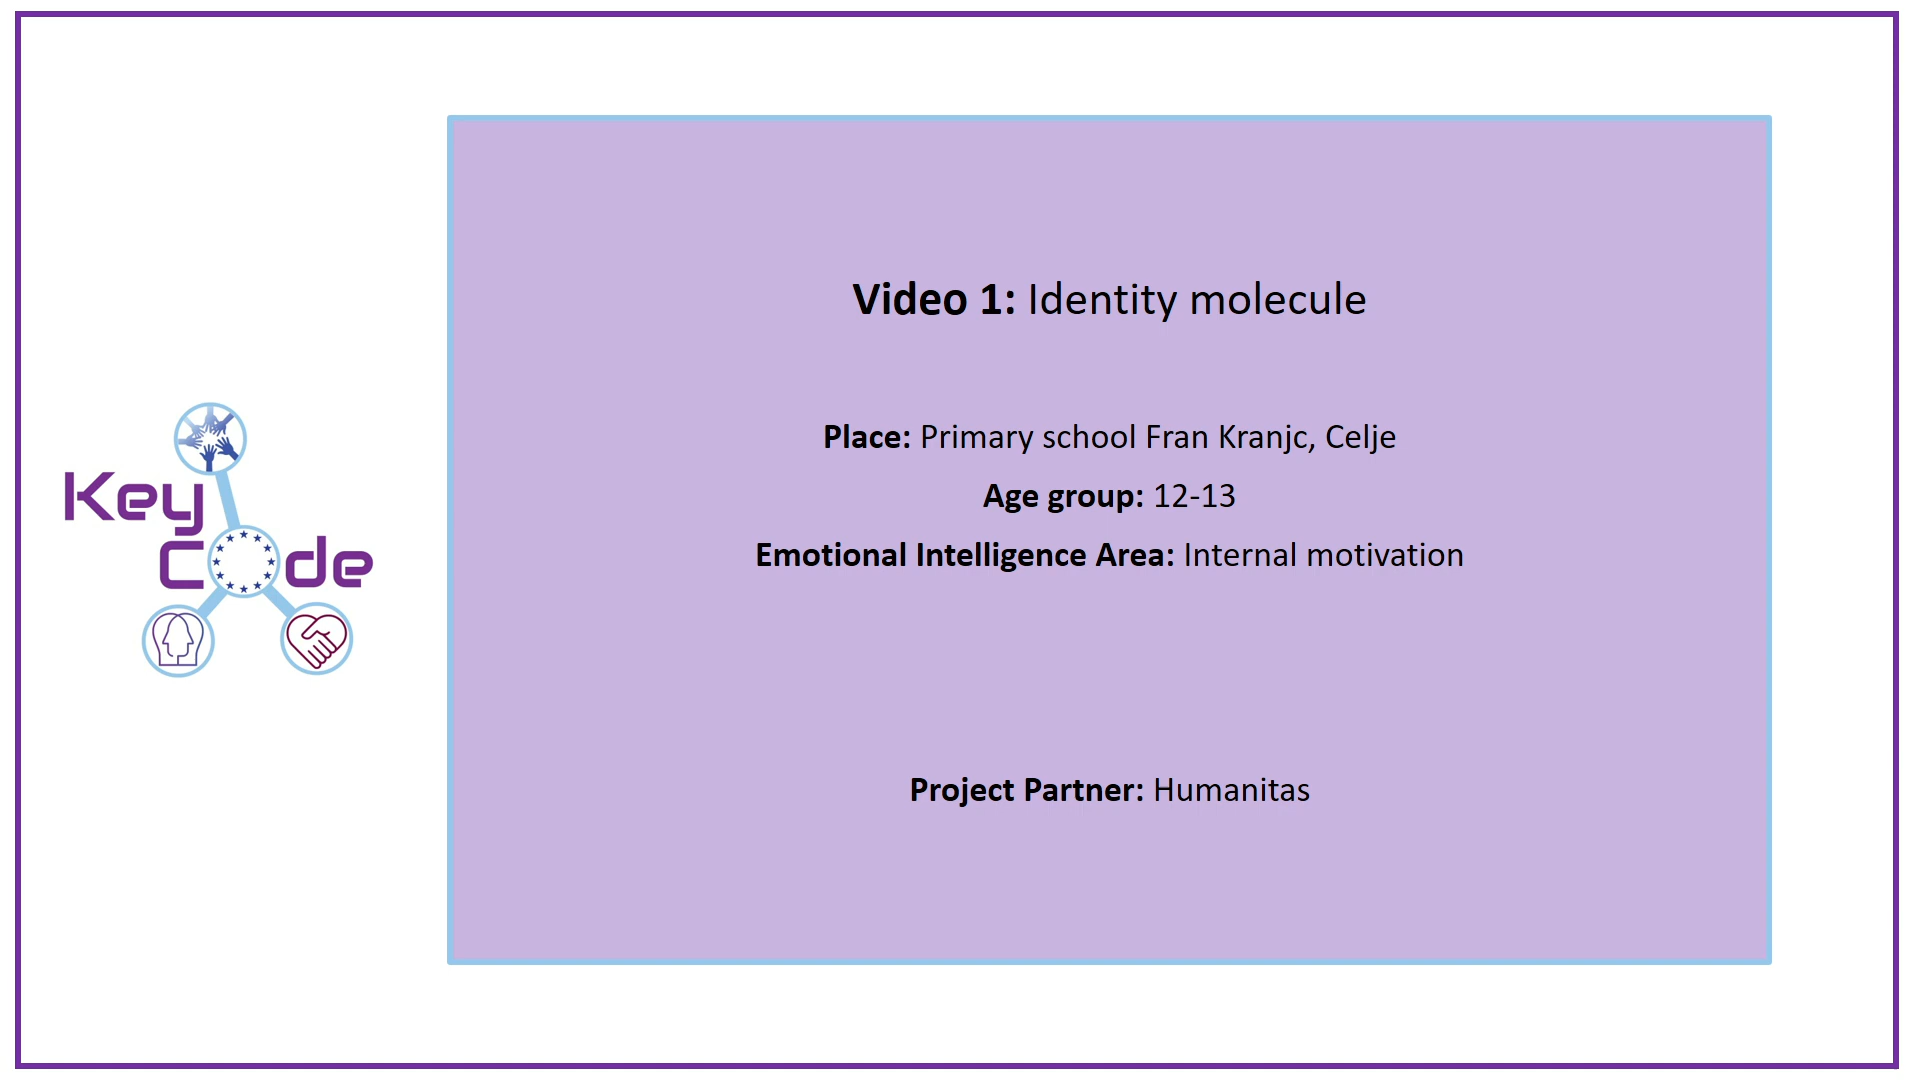 Key
Code
Video 1: Identity molecule
Place: Primary school Fran Kranjc, Celje
Age group: 12-13
Emotional Intelligence Area: Internal motivation
Project Partner: Humanitas